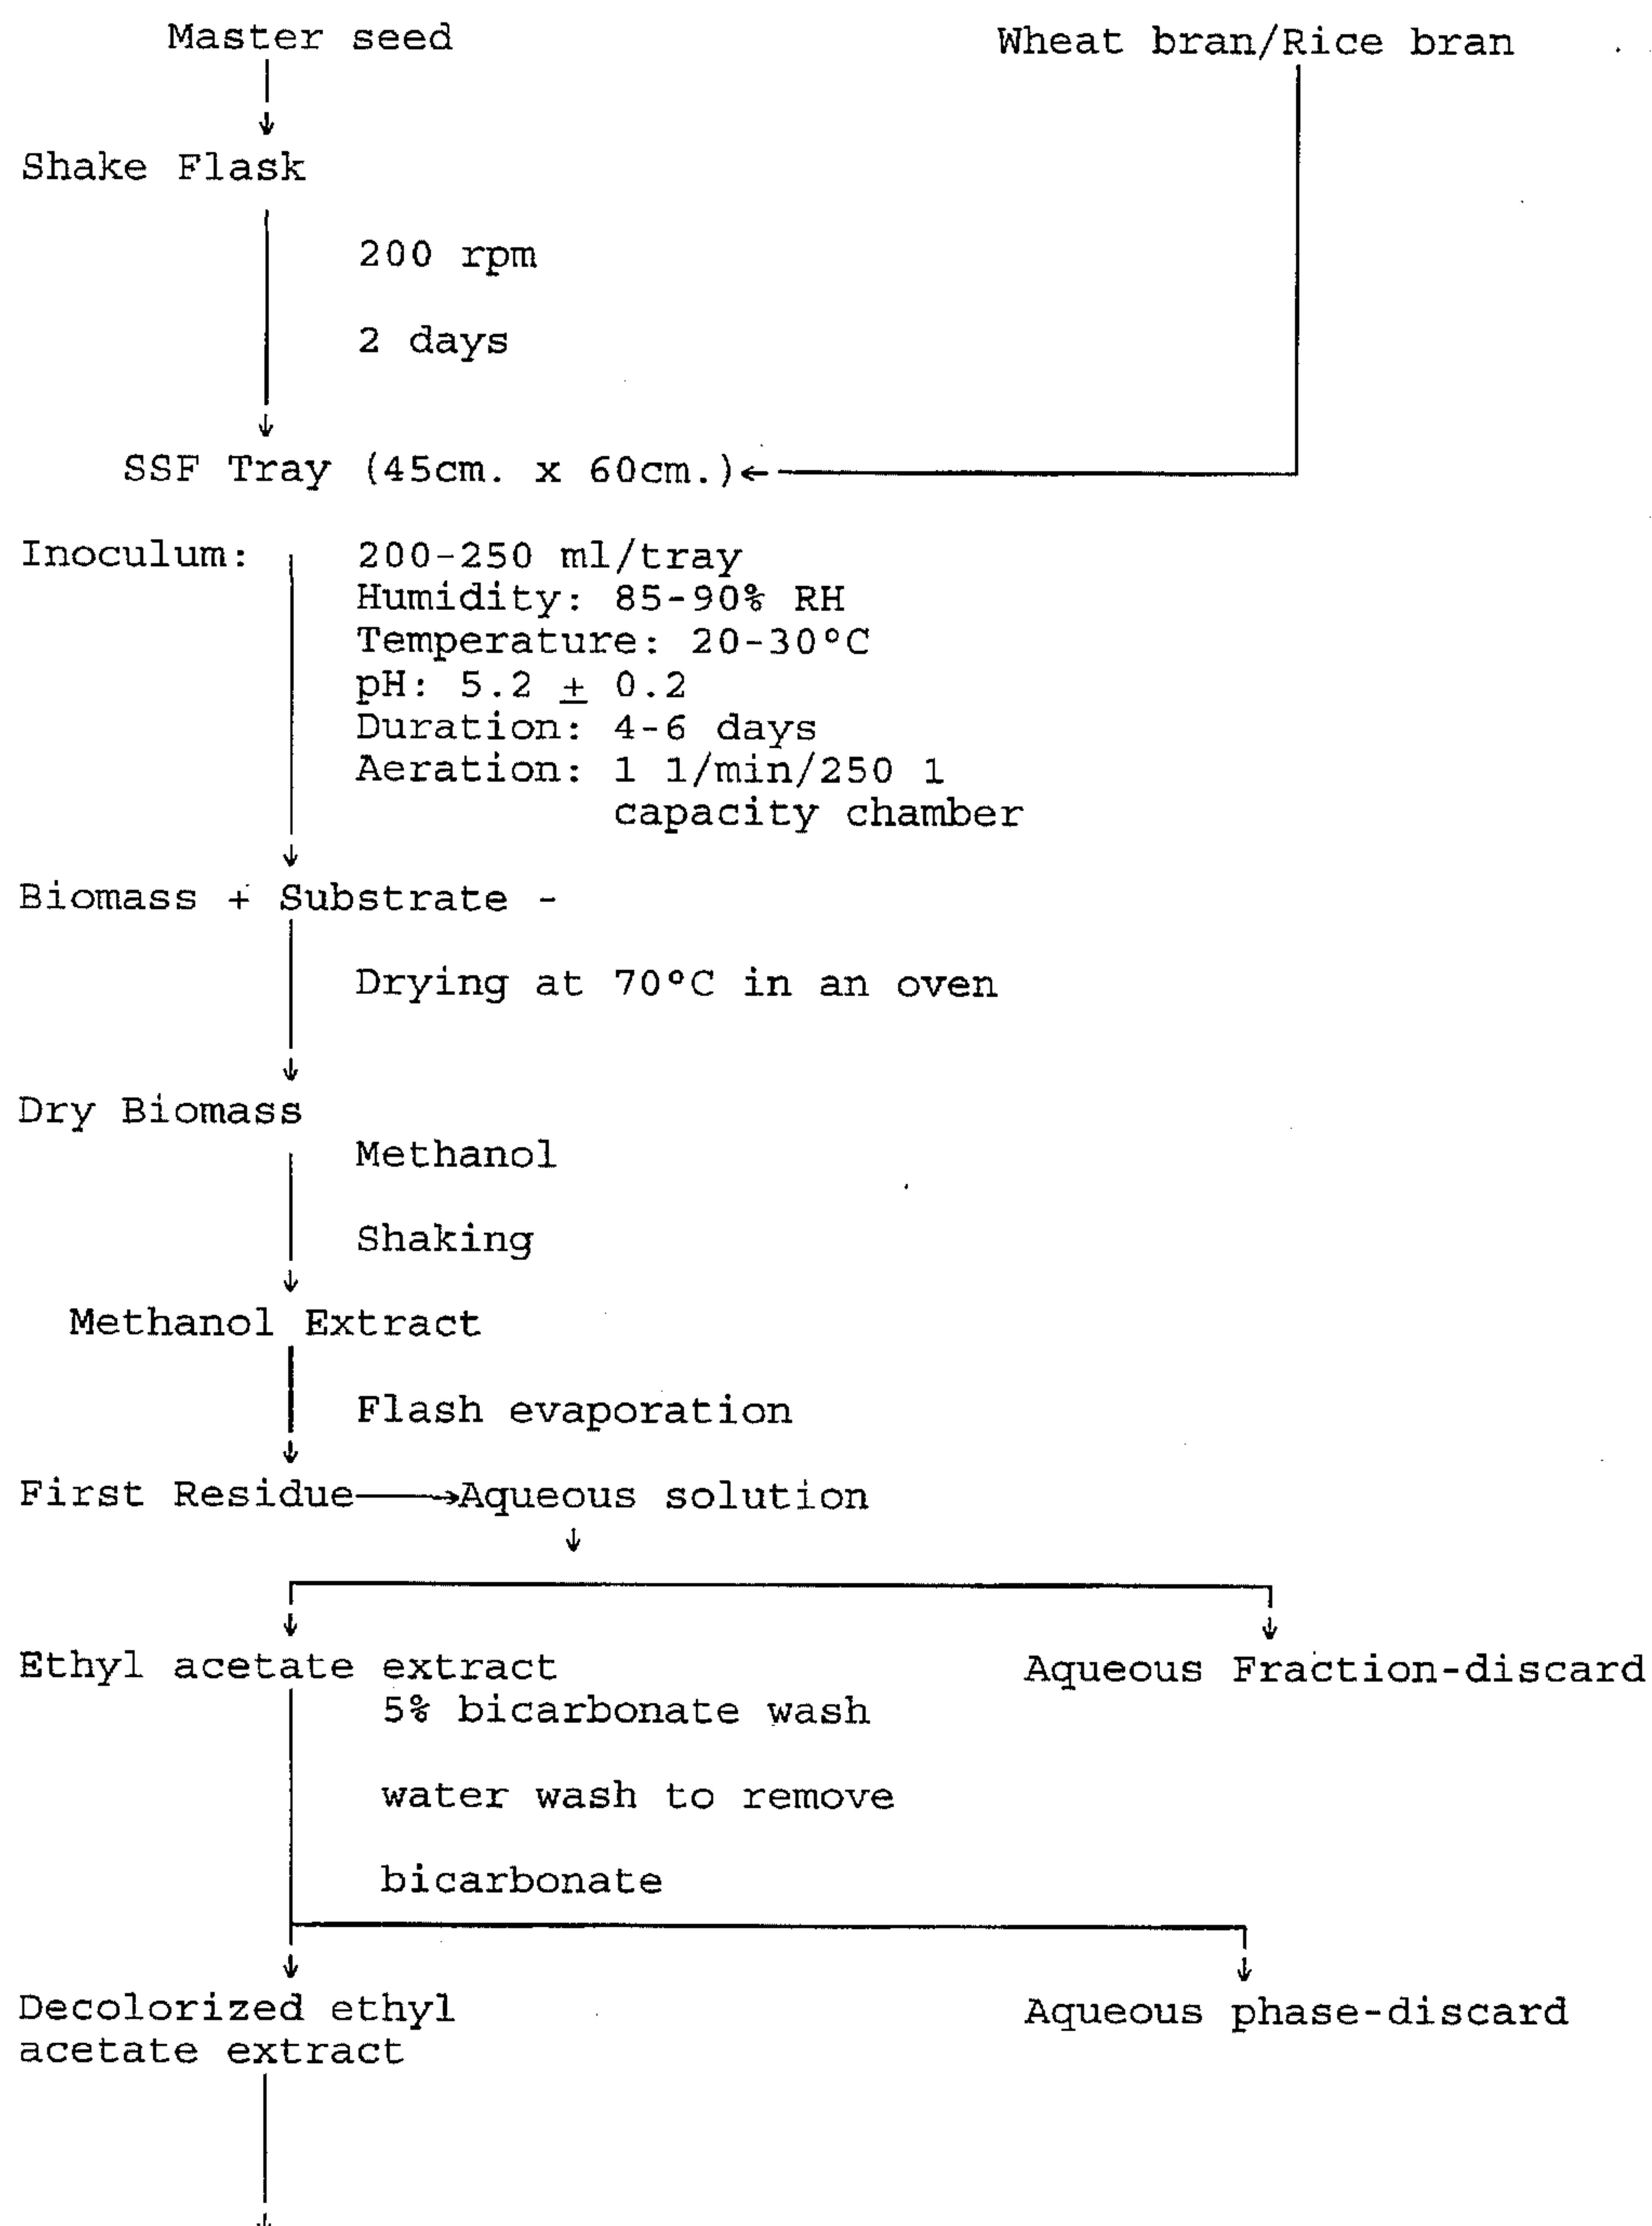 Master seed
Wheat bran/Rice bran
Shake Flask
200 rpm
2 days
SSF Tray (45cm. x 60cm.)
Inoculum: 200-250 ml/tray
Humidity: 85-90% RH
Temperature: 20-30°C
pH: 5.2 ± 0.2
Duration: 4-6 days
Aeration: 1 1/min/250 1
capacity chamber
Biomass + Substrate -
Drying at 70°C in an oven
Dry Biomass
Methanol
Shaking
Methanol Extract
Flash evaporation
First Residue → Aqueous solution
Ethyl acetate extract
Aqueous Fraction-discard
5% bicarbonate wash
water wash to remove
bicarbonate
Decolorized ethyl
acetate extract
Aqueous phase-discard